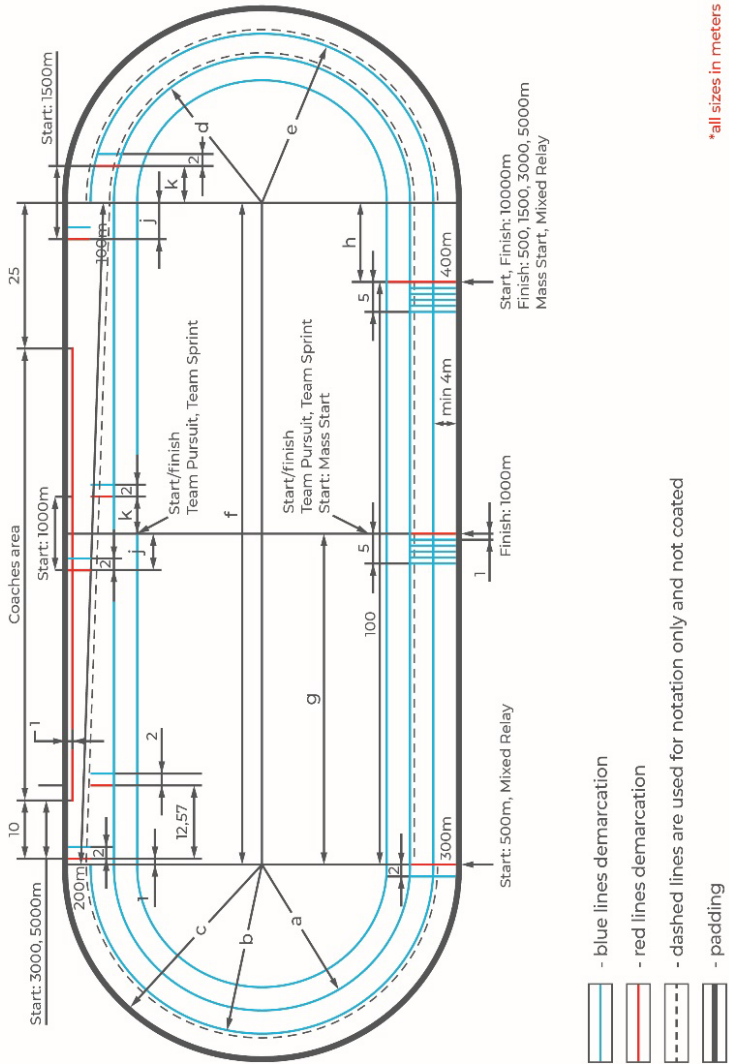 Start: 3000, 5000m
10
Coaches area
25
Start: 1500m
1
Start: 1000m
200m
100m
2
2
2
2
2
12,57
1
2
j
k
j
k
Start/finish
Team Pursuit, Team Sprint
d
e
f
c
b
a
g
Start/finish
Team Pursuit, Team Sprint
Start: Mass Start
100
5
5
h
2
300m
1
min 4m
400m
Start: 500m, Mixed Relay
Finish: 1000m
Start, Finish: 10000m
Finish: 500, 1500, 3000, 5000m
Mass Start, Mixed Relay
- blue lines demarcation
- red lines demarcation
- dashed lines are used for notation only and not coated
- padding
*all sizes in meters